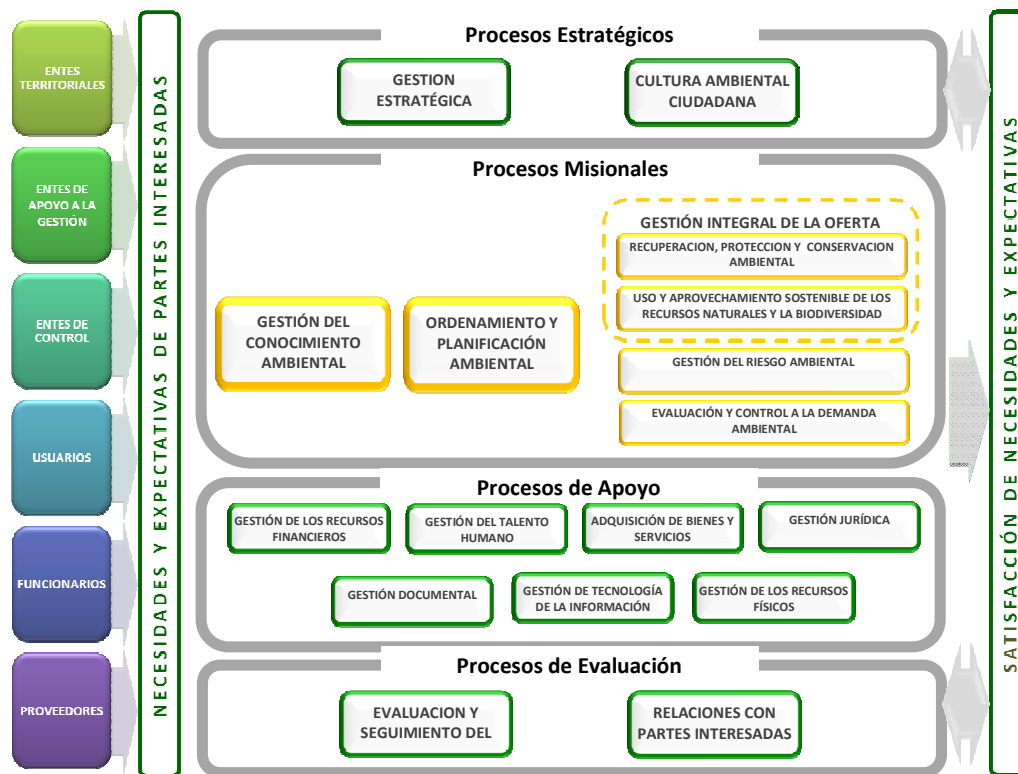 ENTES
TERRITORIALES
ENTES DE
APOYO A LA
GESTIÓN
ENTES DE
CONTROL
USUARIOS
FUNCIONARIOS
PROVEEDORES
NECESIDADES Y EXPECTATIVAS DE PARTES INTERESADAS
Procesos Estratégicos
GESTION
ESTRATÉGICA
CULTURA AMBIENTAL
CIUDADANA
Procesos Misionales
GESTIÓN DEL
CONOCIMIENTO
AMBIENTAL
ORDENAMIENTO Y
PLANIFICACIÓN
AMBIENTAL
GESTIÓN INTEGRAL DE LA OFERTA
RECUPERACION, PROTECCION Y CONSERVACION
AMBIENTAL
USO Y APROVECHAMIENTO SOSTENIBLE DE LOS
RECURSOS NATURALES Y LA BIODIVERSIDAD
GESTIÓN DEL RIESGO AMBIENTAL
EVALUACIÓN Y CONTROL A LA DEMANDA
AMBIENTAL
Procesos de Apoyo
GESTIÓN DE LOS RECURSOS
FINANCIEROS
GESTIÓN DEL TALENTO
HUMANO
ADQUISICIÓN DE BIENES Y
SERVICIOS
GESTIÓN JURÍDICA
GESTIÓN DOCUMENTAL
GESTIÓN DE TECNOLOGÍA
DE LA INFORMACIÓN
GESTIÓN DE LOS RECURSOS
FÍSICOS
Procesos de Evaluación
EVALUACION Y
SEGUIMIENTO DEL
RELACIONES CON
PARTES INTERESADAS
SATISFACCIÓN DE NECESIDADES Y EXPECTATIVAS